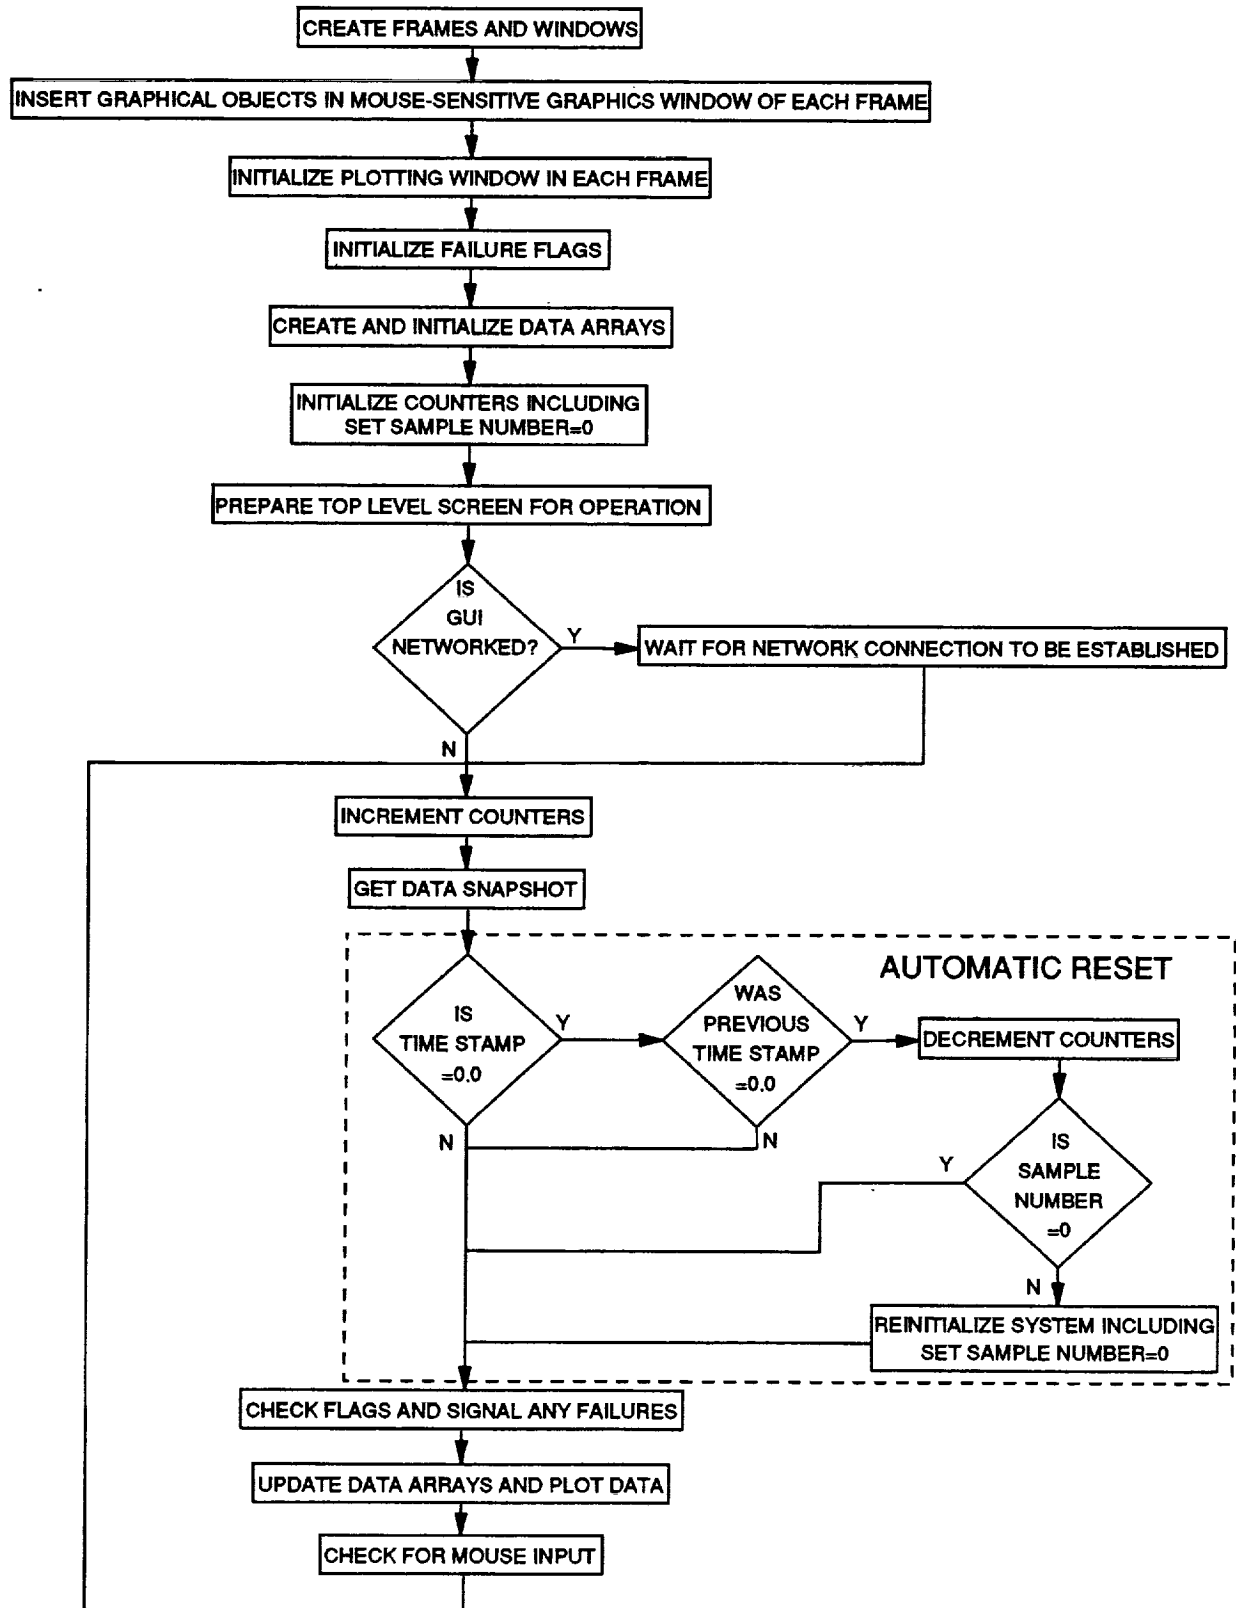 CREATE FRAMES AND WINDOWS
INSERT GRAPHICAL OBJECTS IN MOUSE-SENSITIVE GRAPHICS WINDOW OF EACH FRAME
INITIALIZE PLOTTING WINDOW IN EACH FRAME
INITIALIZE FAILURE FLAGS
CREATE AND INITIALIZE DATA ARRAYS
INITIALIZE COUNTERS INCLUDING
SET SAMPLE NUMBER=0
PREPARE TOP LEVEL SCREEN FOR OPERATION
IS
GUI
NETWORKED?
Y
WAIT FOR NETWORK CONNECTION TO BE ESTABLISHED
N
INCREMENT COUNTERS
GET DATA SNAPSHOT
AUTOMATIC RESET
IS
TIME STAMP
=0.0
Y
WAS
PREVIOUS
TIME STAMP
=0.0
Y
DECREMENT COUNTERS
N
N
IS
SAMPLE
NUMBER
=0
Y
N
REINITIALIZE SYSTEM INCLUDING
SET SAMPLE NUMBER=0
CHECK FLAGS AND SIGNAL ANY FAILURES
UPDATE DATA ARRAYS AND PLOT DATA
CHECK FOR MOUSE INPUT